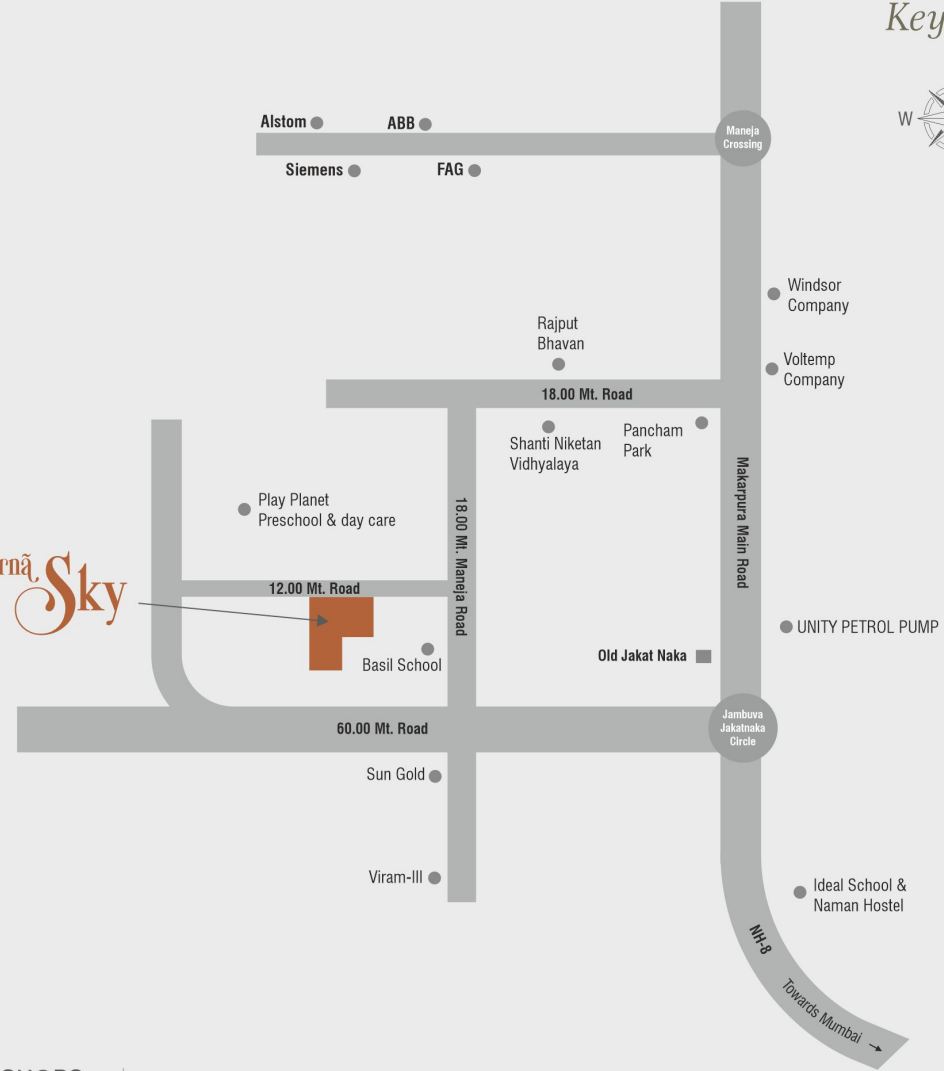 Key
W
Alstom
ABB
Maneja
Crossing
Siemens
FAG
Windsor
Company
Rajput
Bhavan
Voltemp
Company
18.00 Mt. Road
Shanti Niketan
Vidhyalaya
Pancham
Park
Makarpura Main Road
Play Planet
Preschool & day care
18.00 Mt. Maneja Road
rnã Sky
12.00 Mt. Road
UNITY PETROL PUMP
Basil School
Old Jakat Naka
Jambuva
Jakatnaka
Circle
60.00 Mt. Road
Sun Gold
Viram-III
Ideal School &
Naman Hostel
NH-8
Towards Mumbai